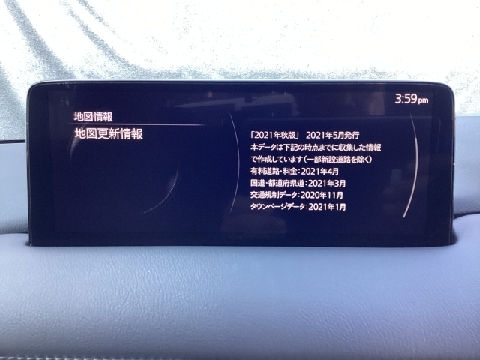 3:59pm
地図情報
地図更新情報
「2021年秋版」 2021年5月発行
本データは下記の時点までに収集した情報
で作成しています(一部新設道路を除く)
有料道路・料金:2021年4月
国道・都道府県道:2021年3月
交通規制データ:2020年11月
タウンページデータ:2021年1月